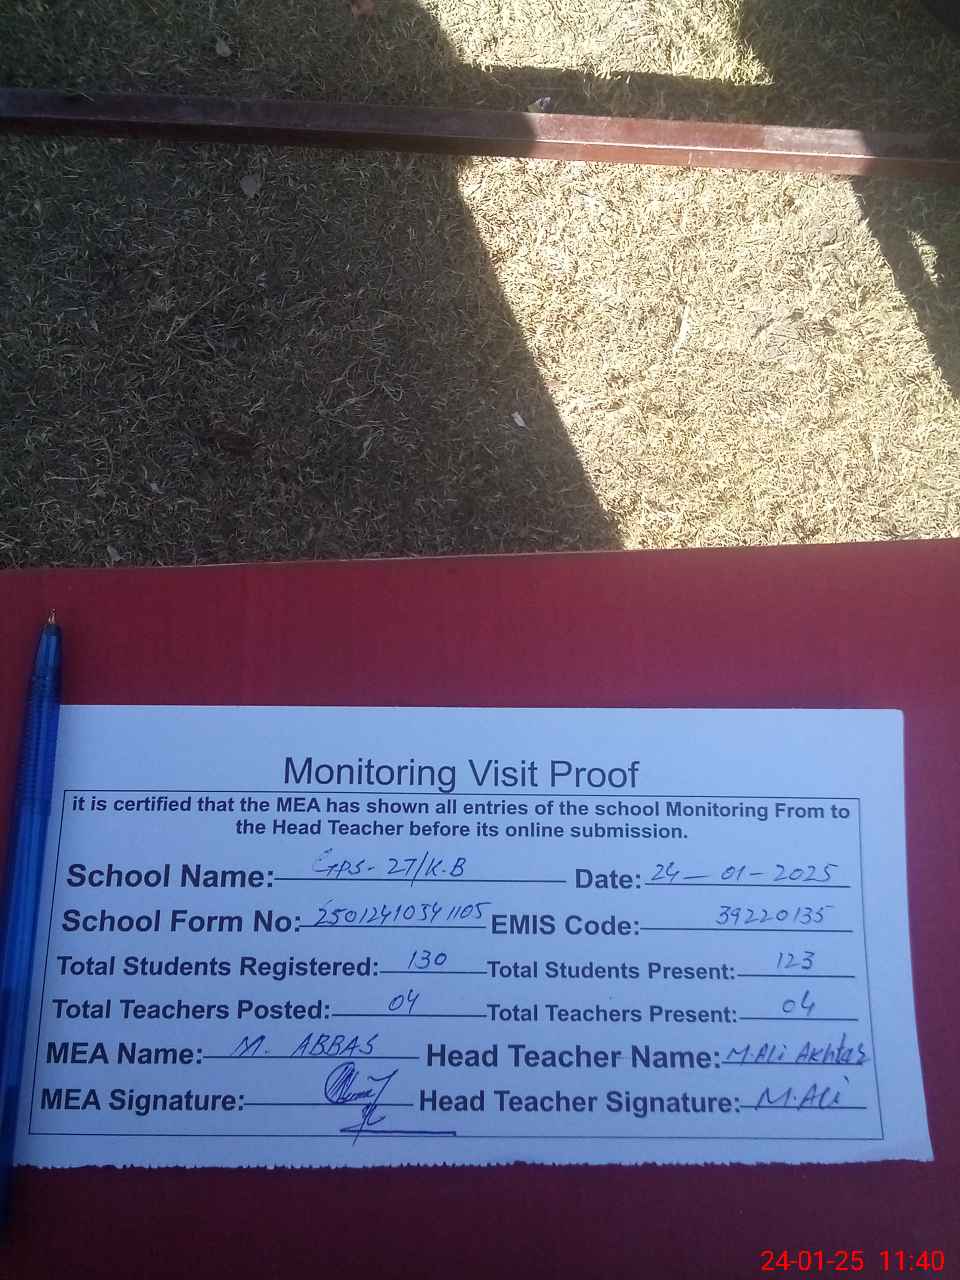 Monitoring Visit Proof
it is certified that the MEA has shown all entries of the school Monitoring From to
the Head Teacher before its online submission.
School Name: GPS-27/K.B Date: 24-01-2025
School Form No: 25012410341105 EMIS Code: 39220135
Total Students Registered: 130 Total Students Present: 123
Total Teachers Posted: 04 Total Teachers Present: 04
MEA Name: M. ABBAS Head Teacher Name: M.Ali Akhtar
MEA Signature: Head Teacher Signature: M.Ali
24-01-25 11:40